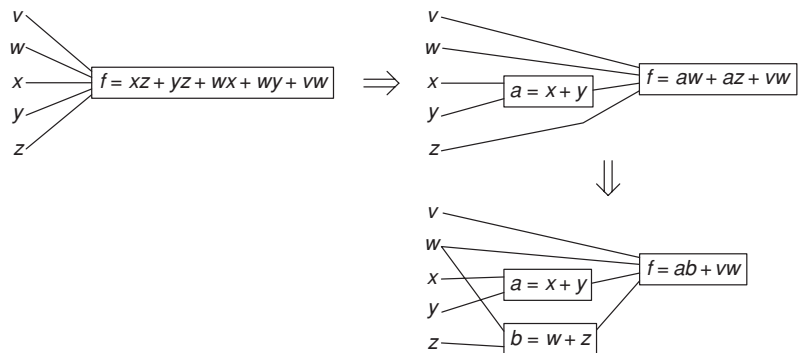 v
w
x
y
z
f = xz + yz + wx + wy + vw
⇒
v
w
x
y
z
a = x + y
f = aw + az + vw
⇓
v
w
x
y
z
a = x + y
b = w + z
f = ab + vw